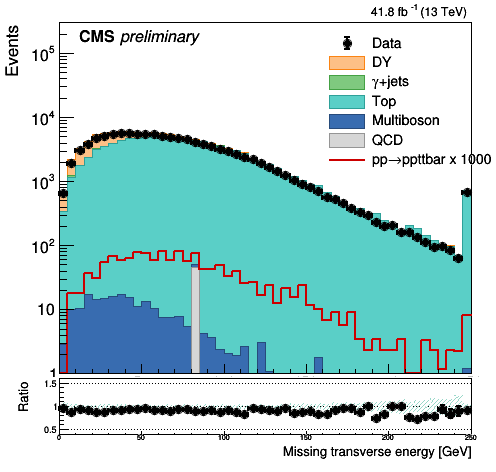 41.8 fb⁻¹ (13 TeV)
CMS preliminary
Events
10⁵
10⁴
10³
10²
10
1
Data
DY
γ+jets
Top
Multiboson
QCD
pp→ppttbar x 1000
Ratio
1.5
1
0.5
0 50 100 150 200 250
Missing transverse energy [GeV]